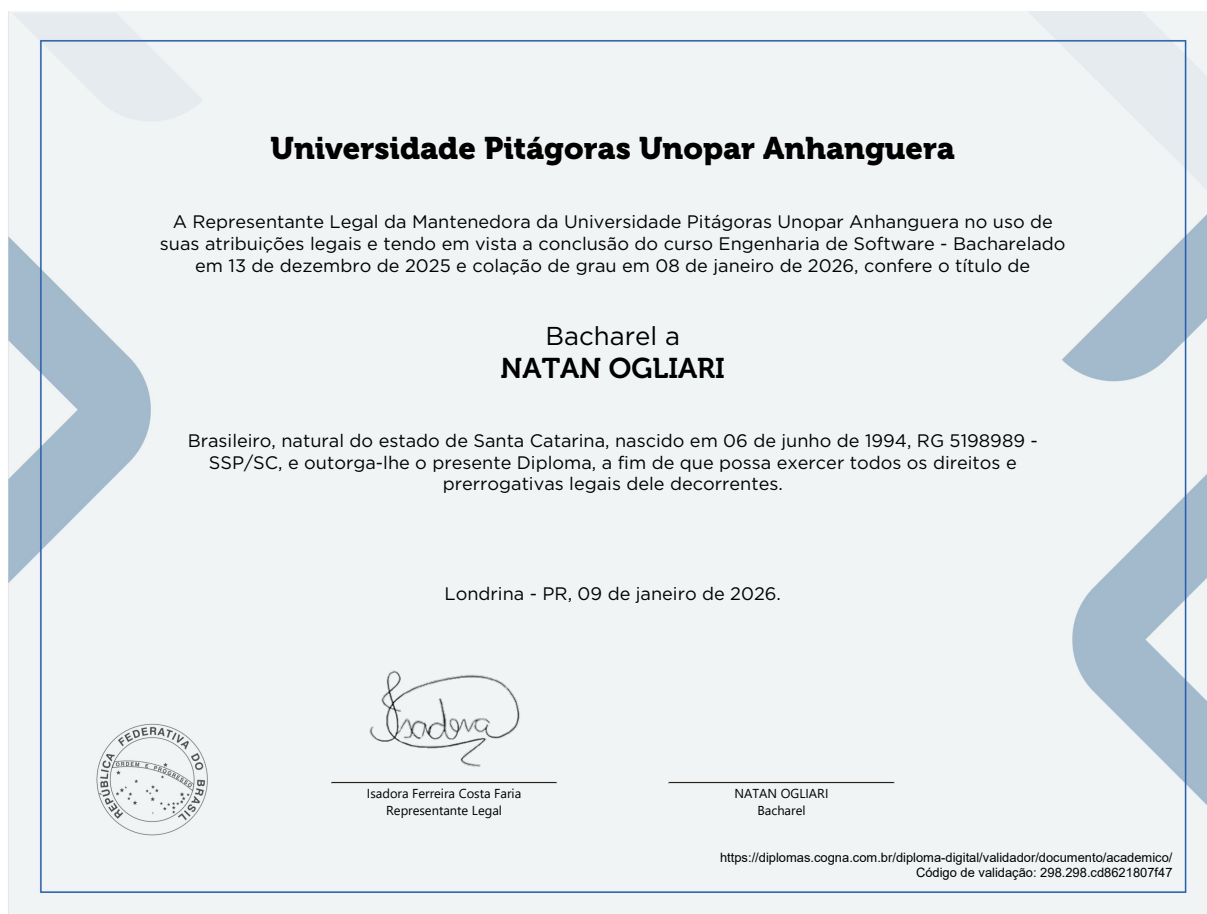 Universidade Pitágoras Unopar Anhanguera
A Representante Legal da Mantenedora da Universidade Pitágoras Unopar Anhanguera no uso de
suas atribuições legais e tendo em vista a conclusão do curso Engenharia de Software - Bacharelado
em 13 de dezembro de 2025 e colação de grau em 08 de janeiro de 2026, confere o título de
Bacharel a
NATAN OGLIARI
Brasileiro, natural do estado de Santa Catarina, nascido em 06 de junho de 1994, RG 5198989 -
SSP/SC, e outorga-lhe o presente Diploma, a fim de que possa exercer todos os direitos e
prerrogativas legais dele decorrentes.
Londrina - PR, 09 de janeiro de 2026.
REPÚBLICA FEDERATIVA DO BRASIL
ORDEM E PROGRESSO
Isadora
Isadora Ferreira Costa Faria
Representante Legal
NATAN OGLIARI
Bacharel
https://diplomas.cogna.com.br/diploma-digital/validador/documento/academico/
Código de validação: 298.298.cd8621807f47